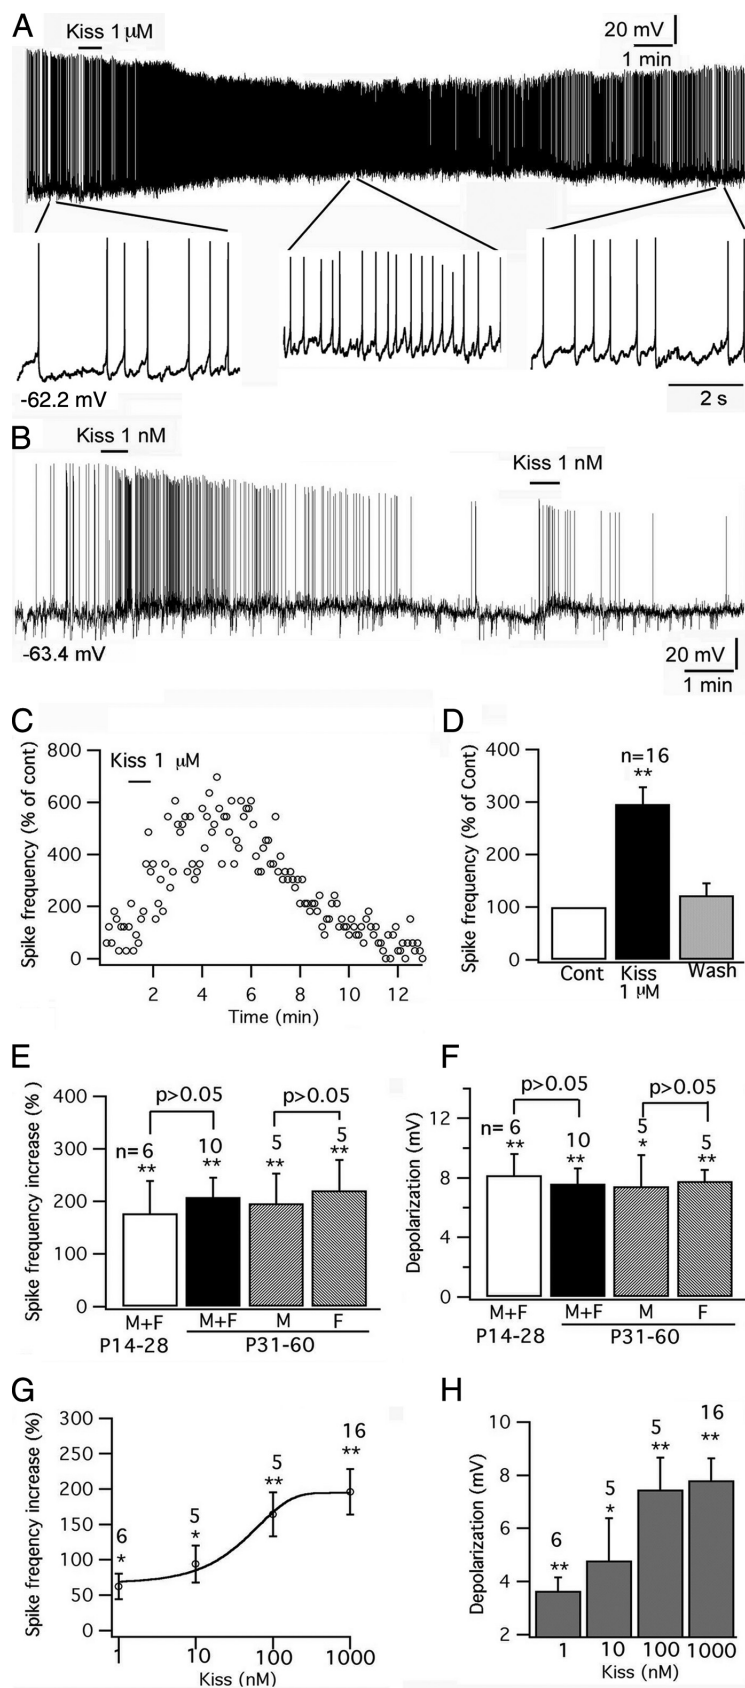 A
Kiss 1 μM
20 mV
1 min
-62.2 mV
2 s
B
Kiss 1 nM
Kiss 1 nM
-63.4 mV
20 mV
1 min
C
Spike frequency (% of cont)
800
600
400
200
0
Kiss 1 μM
2 4 6 8 10 12
Time (min)
D
Spike frequency (% of Cont)
400
300
200
100
0
n=16
**
Cont Kiss 1 μM Wash
E
Spike frequency increase (% )
400
300
200
100
0
p>0.05
p>0.05
n=6 10 5 5
** ** ** **
M+F M+F M F
P14-28 P31-60
F
Depolarization (mV)
12
8
4
0
p>0.05
p>0.05
n= 6 10 5 5
** ** * **
M+F M+F M F
P14-28 P31-60
G
Spike freqency increase (%)
300
250
200
150
100
50
0
6 5 5 16
* * ** **
1 10 100 1000
Kiss (nM)
H
Depolarization (mV)
10
8
6
4
2
6 5 5 16
** * ** **
1 10 100 1000
Kiss (nM)